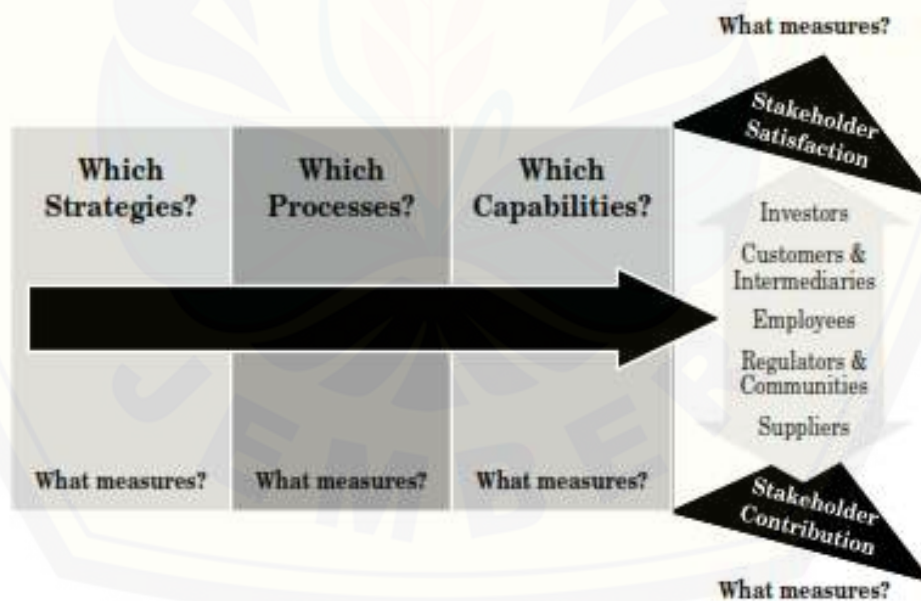 What measures?
Stakeholder
Satisfaction
Which
Strategies?
Which
Processes?
Which
Capabilities?
Investors
Customers &
Intermediaries
Employees
Regulators &
Communities
Suppliers
What measures?
What measures?
What measures?
Stakeholder
Contribution
What measures?
JEMBER